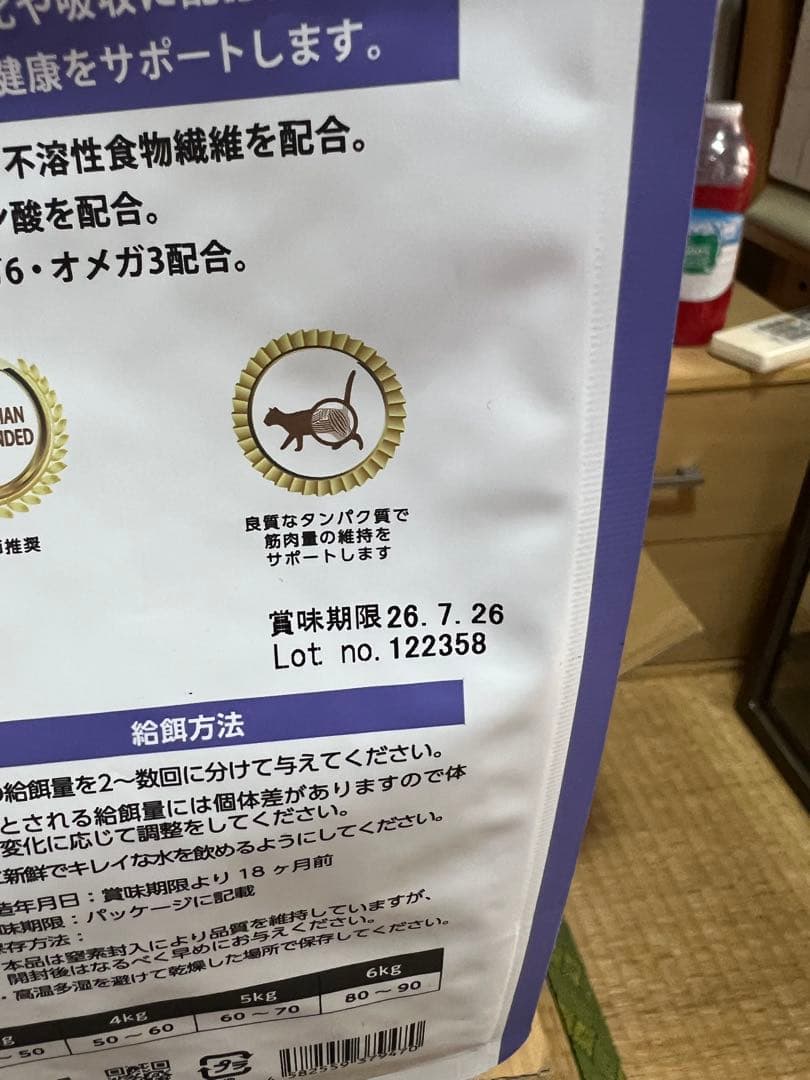 健康をサポートします。
不溶性食物繊維を配合。
ン酸を配合。
6・オメガ3配合。
良質なタンパク質で
筋肉量の維持を
サポートします
推奨
賞味期限26.7.26
Lot no.122358
給餌方法
給餌量を2〜数回に分けて与えてください。
とされる給餌量には個体差がありますので体
変化に応じて調整をしてください。
新鮮でキレイな水を飲めるようにしてください。
造年月日：賞味期限より 18 ヶ月前
味期限：パッケージに記載
保存方法：
本品は窒素封入により品質を維持していますが、
開封後はなるべく早めにお与えください。
・高温多湿を避けて乾燥した場所で保存してください。
4kg 5kg 6kg
〜50 50〜60 60〜70 80〜90